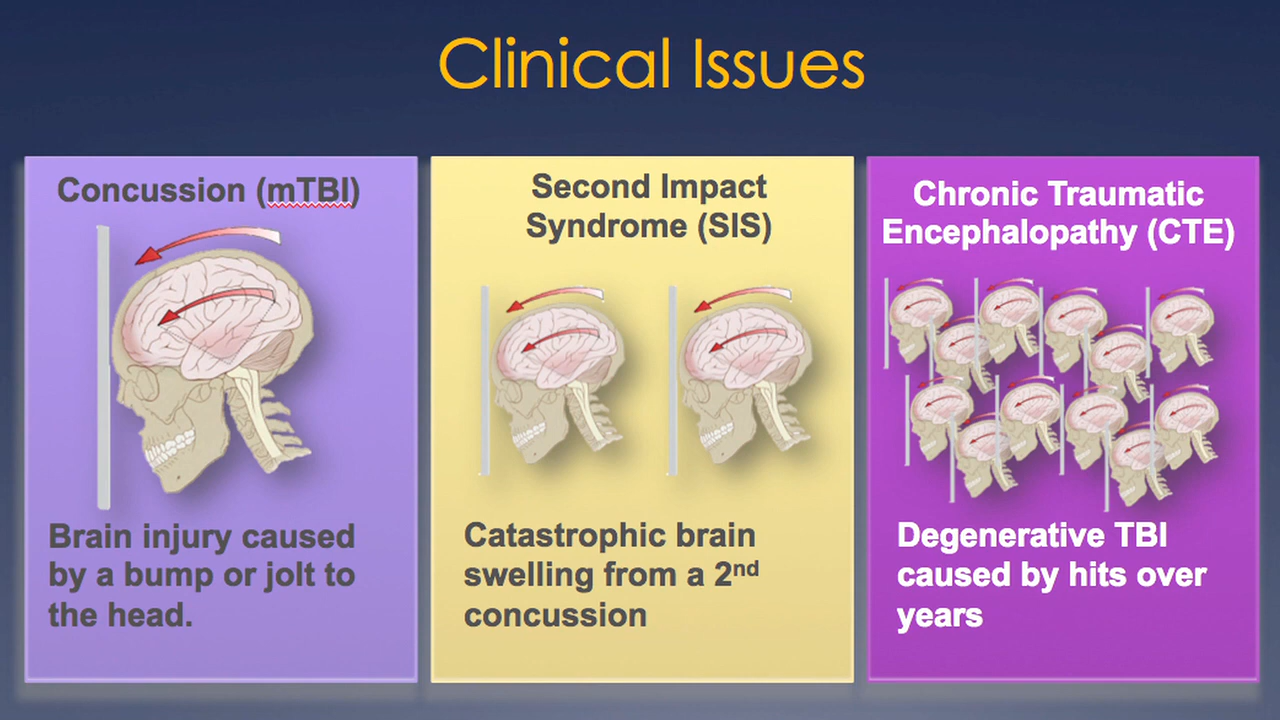 Clinical Issues
Concussion (mTBI)
Brain injury caused
by a bump or jolt to
the head.
Second Impact
Syndrome (SIS)
Catastrophic brain
swelling from a 2nd
concussion
Chronic Traumatic
Encephalopathy (CTE)
Degenerative TBI
caused by hits over
years